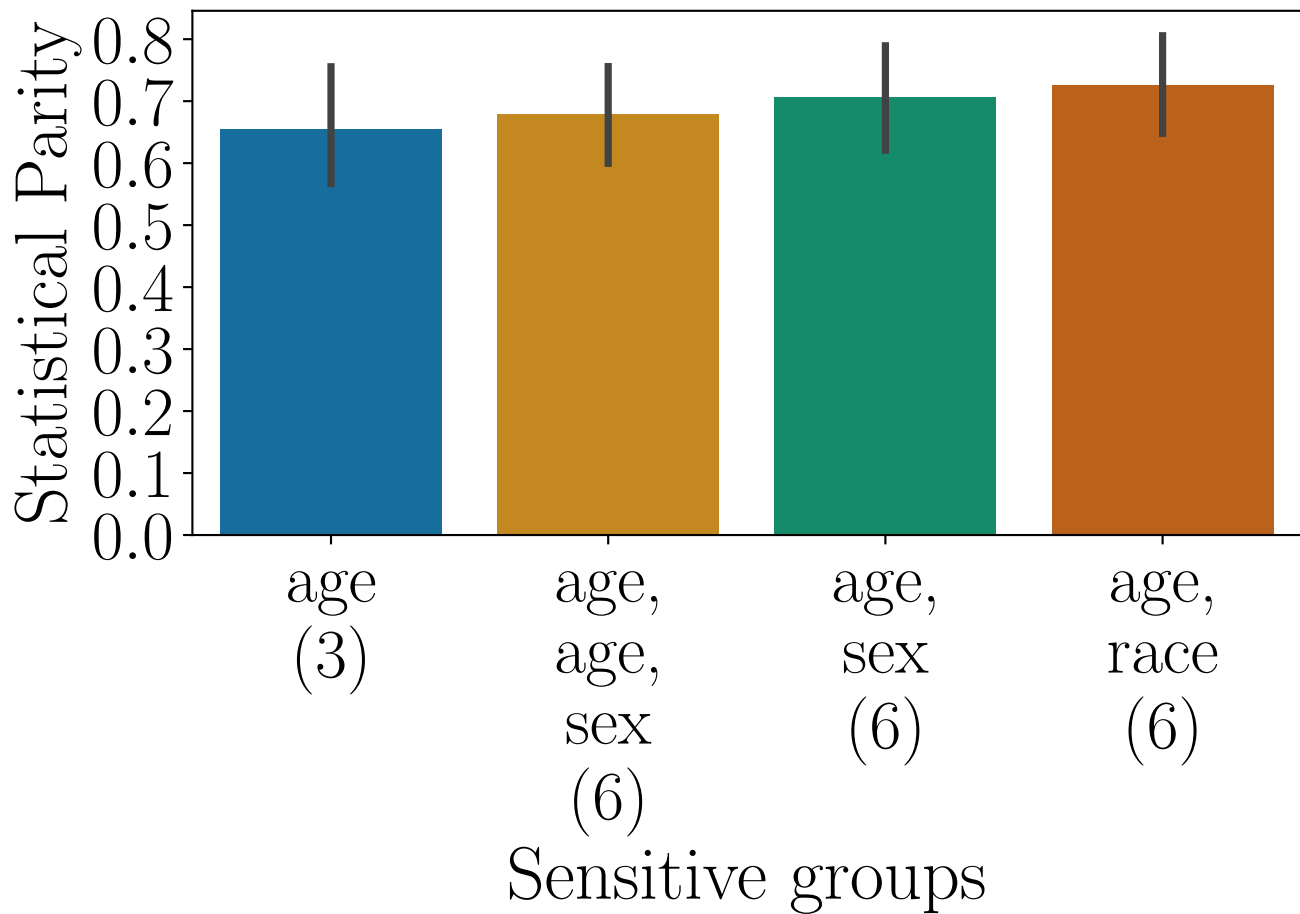 Statistical Parity
0.8
0.7
0.6
0.5
0.4
0.3
0.2
0.1
0.0
age
(3)
age,
age,
sex
(6)
age,
sex
(6)
age,
race
(6)
Sensitive groups